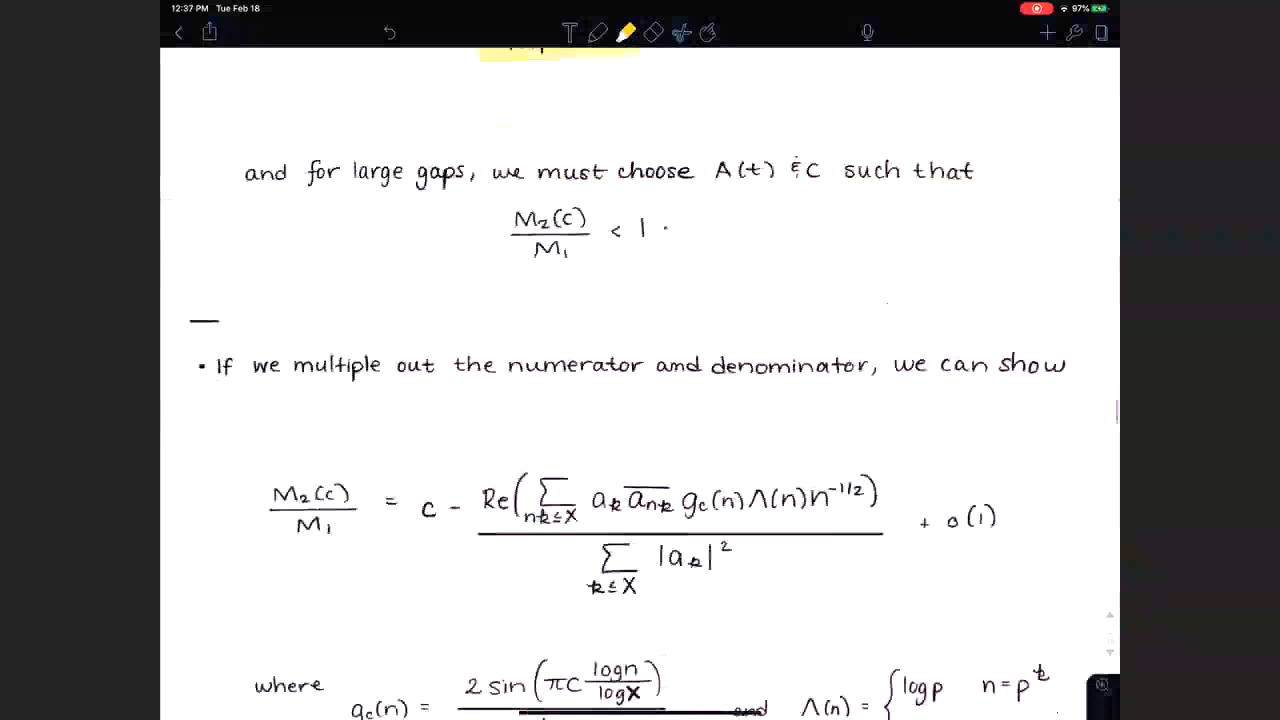 12:37 PM Tue Feb 18
97%
and for large gaps, we must choose A(t) & C such that
M₂(c) / M₁ < 1 .
• If we multiple out the numerator and denominator, we can show
M₂(c) / M₁ = c - Re( ∑_{nk≤X} a_k \overline{a_{nk}} g_c(n) Λ(n) n^{-1/2} ) / ∑_{k≤X} |a_k|² + o(1)
where g_c(n) = 2 sin(πC log n / log X) and Λ(n) = { log p n = p^k